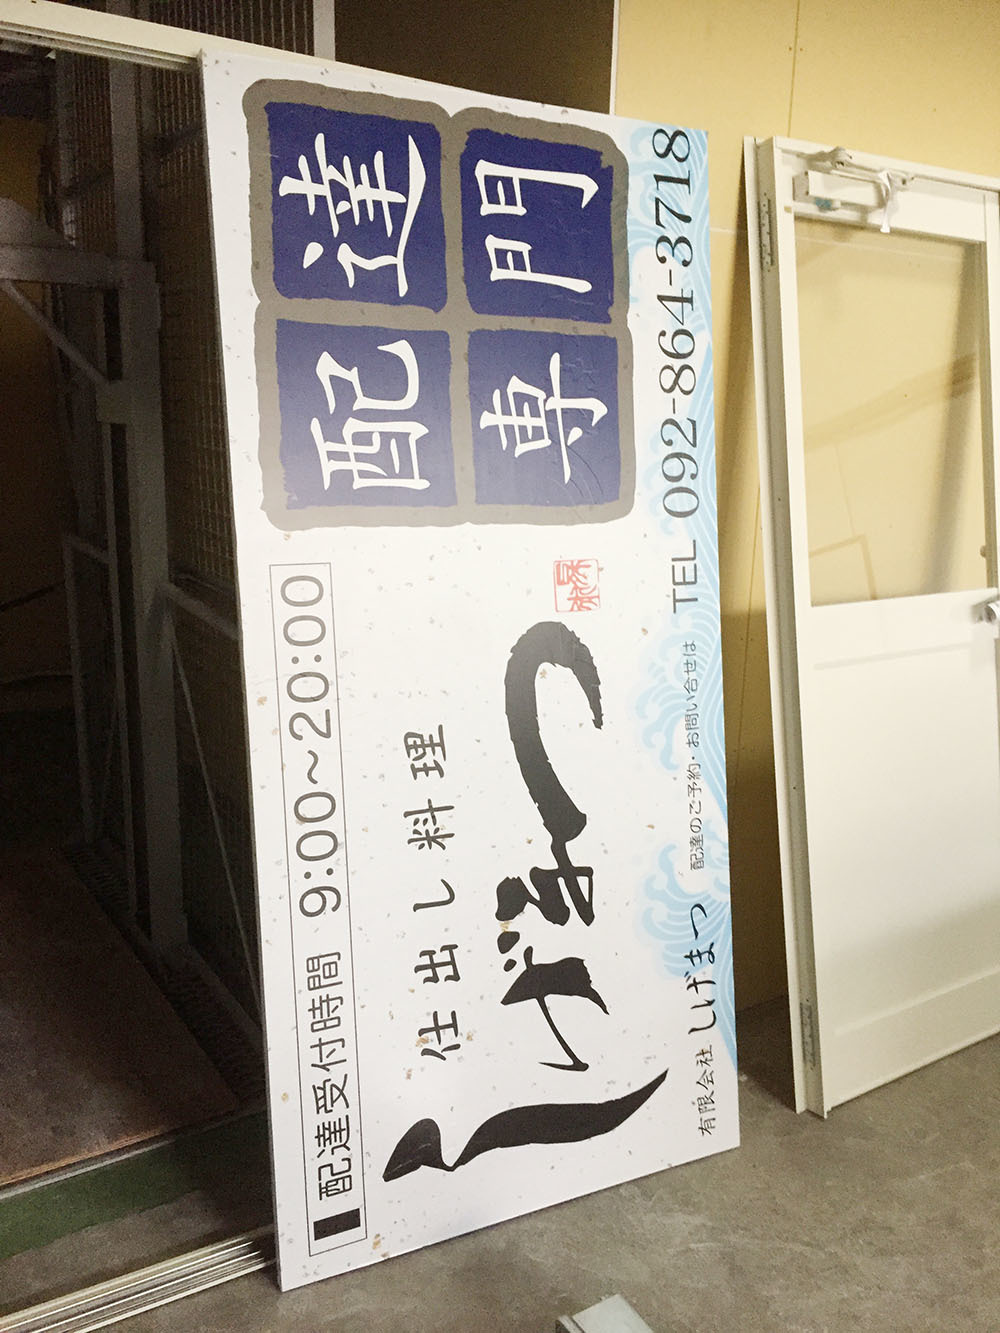 配達受付時間 9:00~20:00
仕出し料理
しげまつ
配達
専門
有限会社 しげまつ 配達のご予約・お問い合せは TEL 092-864-3718